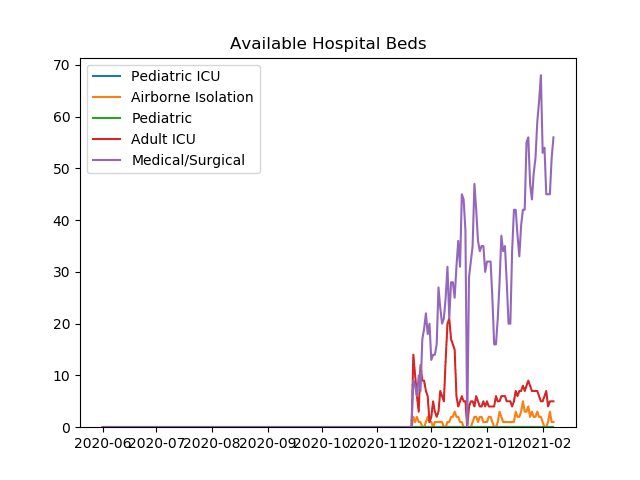 Available Hospital Beds
Pediatric ICU
Airborne Isolation
Pediatric
Adult ICU
Medical/Surgical
70
60
50
40
30
20
10
0
2020-06 2020-07 2020-08 2020-09 2020-10 2020-11 2020-12 2021-01 2021-02